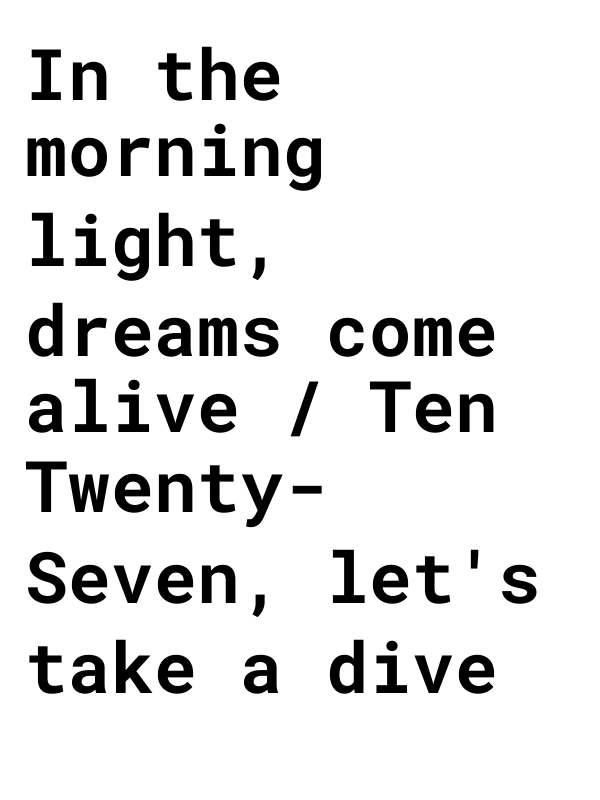 In the
morning
light,
dreams come
alive / Ten
Twenty-
Seven, let's
take a dive